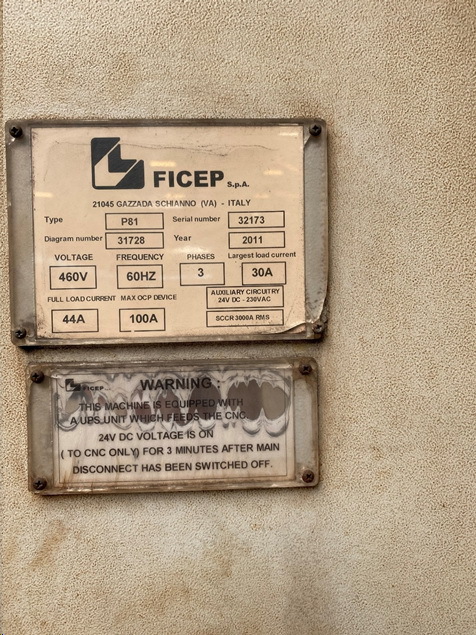 FICEP S.p.A.
21045 GAZZADA SCHIANNO (VA) - ITALY
Type P81 Serial number 32173
Diagram number 31728 Year 2011
VOLTAGE FREQUENCY PHASES Largest load current
460V 60HZ 3 30A
FULL LOAD CURRENT MAX OCP DEVICE AUXILIARY CIRCUITRY
24V DC - 230VAC
44A 100A SCCR 3000A RMS
FICEP
WARNING :
THIS MACHINE IS EQUIPPED WITH
A UPS UNIT WHICH FEEDS THE CNC.
24V DC VOLTAGE IS ON
( TO CNC ONLY) FOR 3 MINUTES AFTER MAIN
DISCONNECT HAS BEEN SWITCHED OFF.